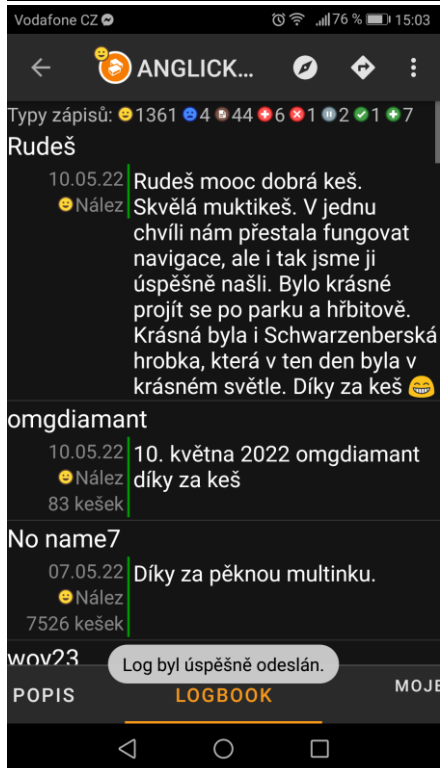 Vodafone CZ 76 % 15:03
ANGLICK...
Typy zápisů: 1361 4 44 6 1 2 1 7
Rudeš
10.05.22
Nález
Rudeš mooc dobrá keš.
Skvělá muktikeš. V jednu
chvíli nám přestala fungovat
navigace, ale i tak jsme ji
úspěšně našli. Bylo krásné
projít se po parku a hřbitově.
Krásná byla i Schwarzenberská
hrobka, která v ten den byla v
krásném světle. Díky za keš 😁
omgdiamant
10.05.22
Nález
83 kešek
10. května 2022 omgdiamant
díky za keš
No name7
07.05.22
Nález
7526 kešek
Díky za pěknou multinku.
wov23
Log byl úspěšně odeslán.
POPIS LOGBOOK MOJE